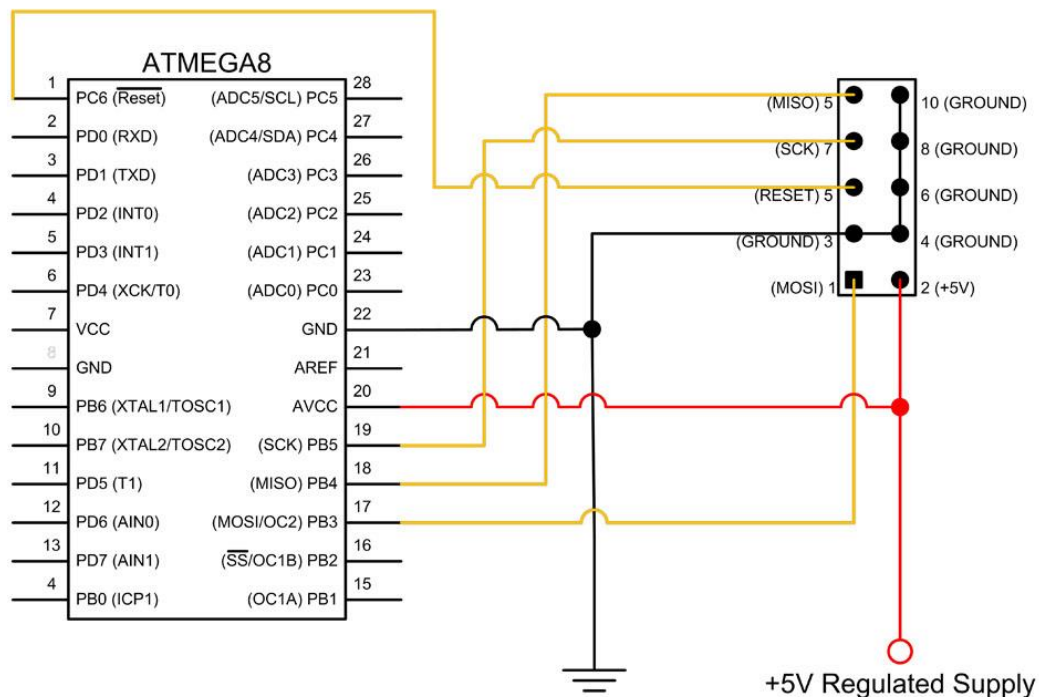 ATMEGA8
1
PC6 (Reset)
(ADC5/SCL) PC5
28
2
PD0 (RXD)
(ADC4/SDA) PC4
27
3
PD1 (TXD)
(ADC3) PC3
26
4
PD2 (INT0)
(ADC2) PC2
25
5
PD3 (INT1)
(ADC1) PC1
24
6
PD4 (XCK/T0)
(ADC0) PC0
23
7
VCC
GND
22
8
GND
AREF
21
9
PB6 (XTAL1/TOSC1)
AVCC
20
10
PB7 (XTAL2/TOSC2)
(SCK) PB5
19
11
PD5 (T1)
(MISO) PB4
18
12
PD6 (AIN0)
(MOSI/OC2) PB3
17
13
PD7 (AIN1)
(SS/OC1B) PB2
16
4
PB0 (ICP1)
(OC1A) PB1
15
(MISO) 5
10 (GROUND)
(SCK) 7
8 (GROUND)
(RESET) 5
6 (GROUND)
(GROUND) 3
4 (GROUND)
(MOSI) 1
2 (+5V)
+5V Regulated Supply